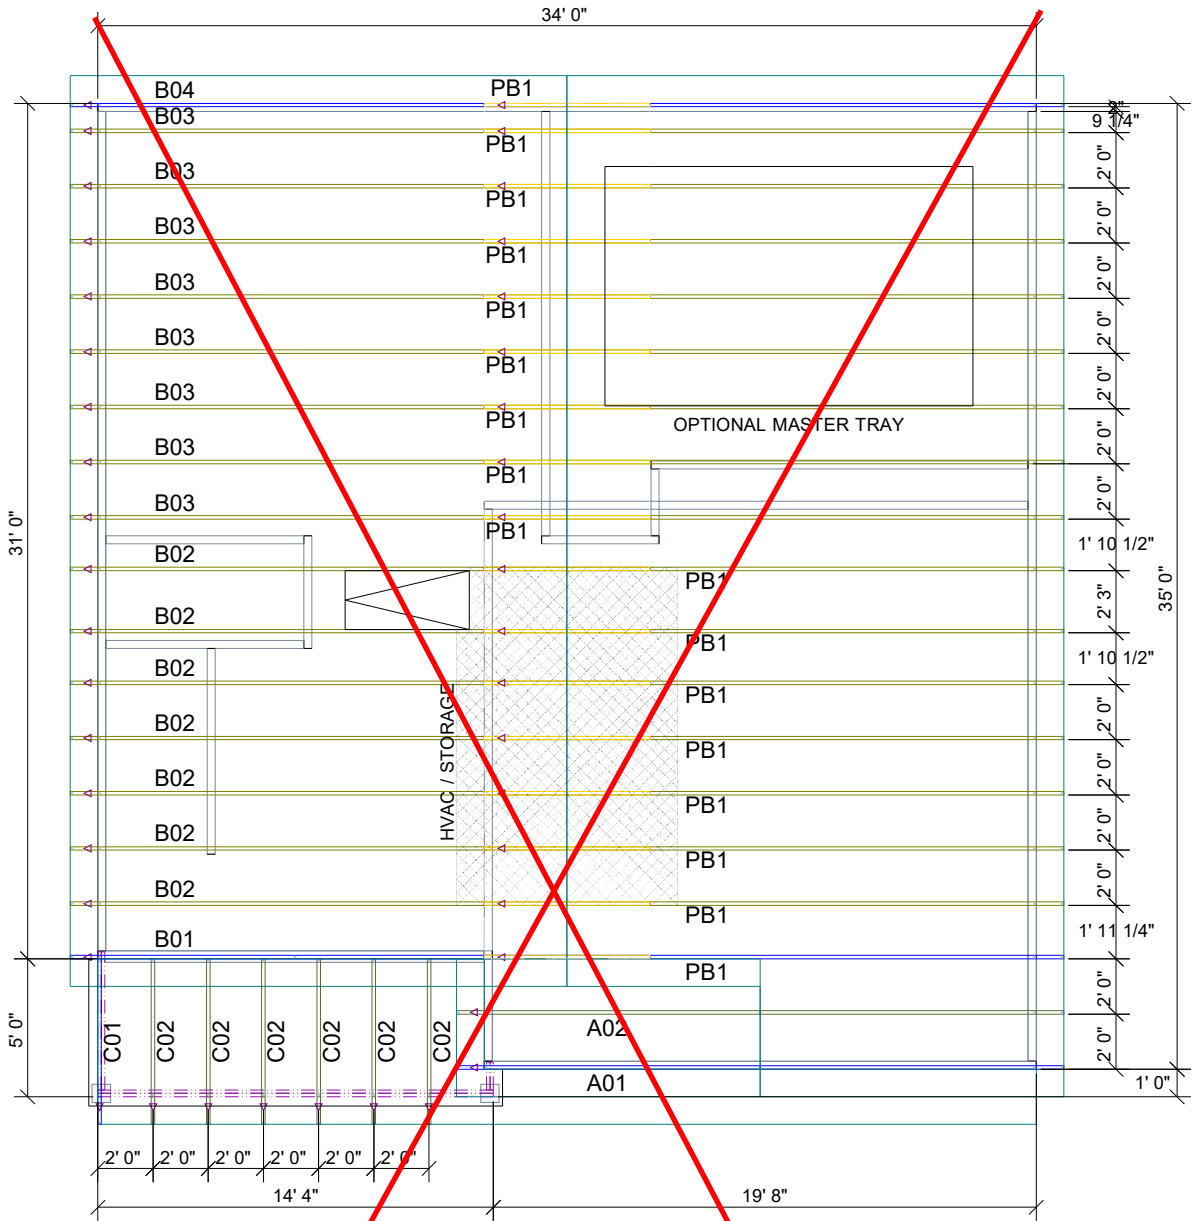 34' 0"
B04 PB1
2"
B03 9 1/4"
PB1
2' 0"
B03
PB1
2' 0"
B03
PB1
2' 0"
B03
PB1
2' 0"
B03
PB1
2' 0"
B03
PB1
OPTIONAL MASTER TRAY
2' 0"
B03
PB1
2' 0"
B03
PB1
31' 0"
1' 10 1/2"
B02
PB1
35' 0"
2' 3"
B02
PB1
1' 10 1/2"
B02
PB1
2' 0"
HVAC / STORAGE
B02
PB1
2' 0"
B02
PB1
2' 0"
B02
PB1
2' 0"
B02
PB1
1' 11 1/4"
B01
PB1
2' 0"
5' 0"
C01 C02 C02 C02 C02 C02 C02
A02
2' 0"
A01
1' 0"
2' 0" 2' 0" 2' 0" 2' 0" 2' 0" 2' 0"
14' 4" 19' 8"